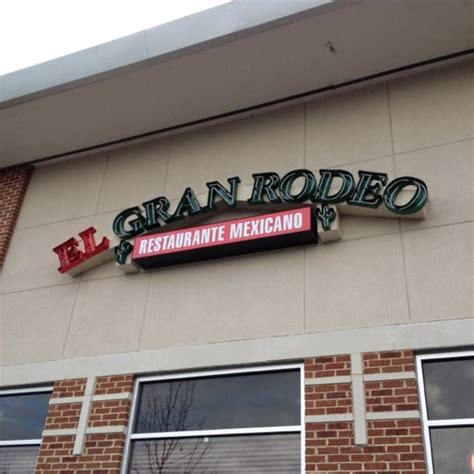 EL GRAN RODEO
RESTAURANTE MEXICANO